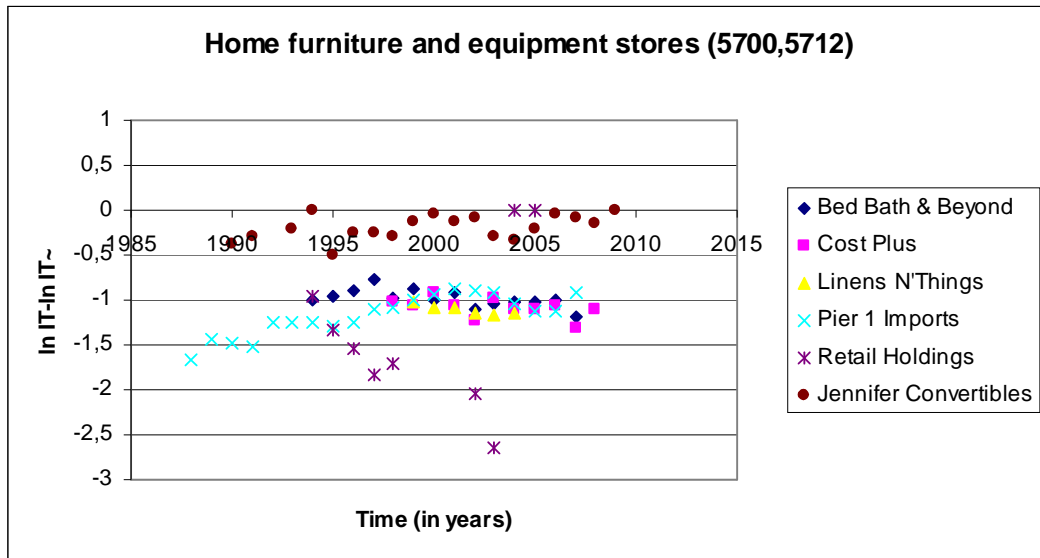 Home furniture and equipment stores (5700,5712)
1
0,5
0
-0,5
-1
-1,5
-2
-2,5
-3
1985 1990 1995 2000 2005 2010 2015
ln IT-ln IT~
Time (in years)
Bed Bath & Beyond
Cost Plus
Linens N'Things
Pier 1 Imports
Retail Holdings
Jennifer Convertibles